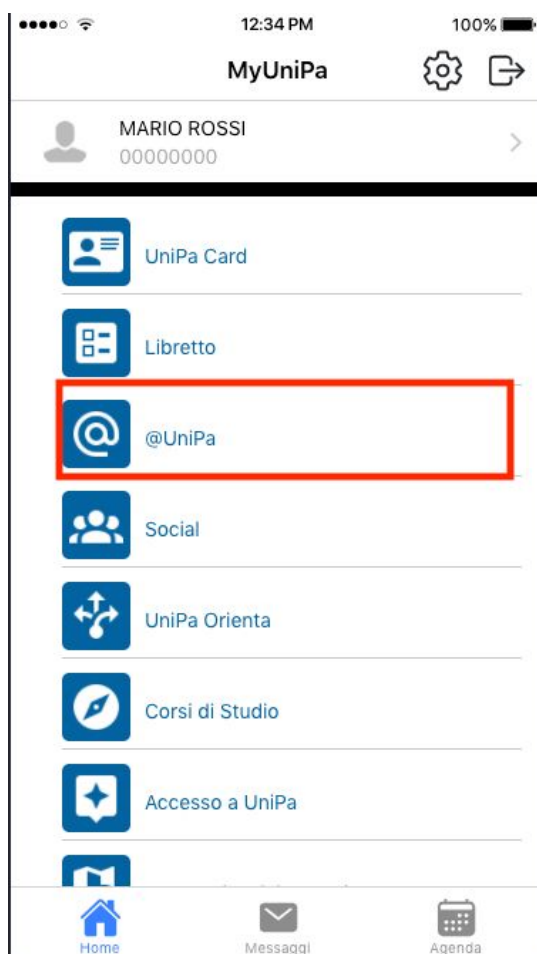 12:34 PM
100%
MyUniPa
MARIO ROSSI
00000000
UniPa Card
Libretto
@UniPa
Social
UniPa Orienta
Corsi di Studio
Accesso a UniPa
Home
Messaggi
Agenda